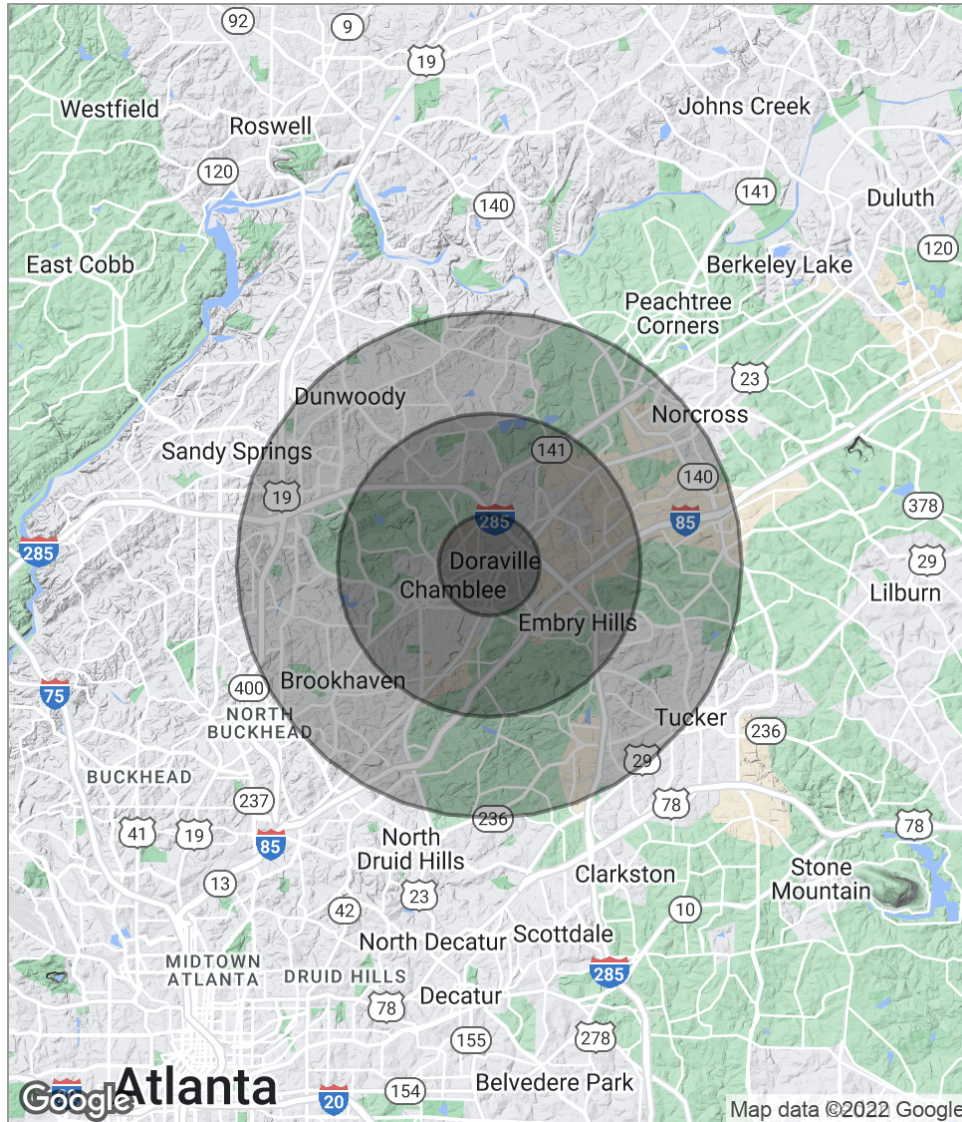 92
9
19
Westfield
Johns Creek
Roswell
120
141
140
Duluth
120
East Cobb
Berkeley Lake
Peachtree
Corners
23
Dunwoody
Norcross
Sandy Springs
141
140
19
378
285
85
285
Doraville
29
Chamblee
Lilburn
Embry Hills
Brookhaven
400
75
NORTH
BUCKHEAD
Tucker
236
29
BUCKHEAD
237
78
236
78
41
19
85
North
Druid Hills
Stone
Mountain
Clarkston
13
23
42
10
North Decatur
Scottdale
MIDTOWN
ATLANTA
DRUID HILLS
285
Decatur
78
155
278
Belvedere Park
Atlanta
154
20
Google
Map data ©2022 Google